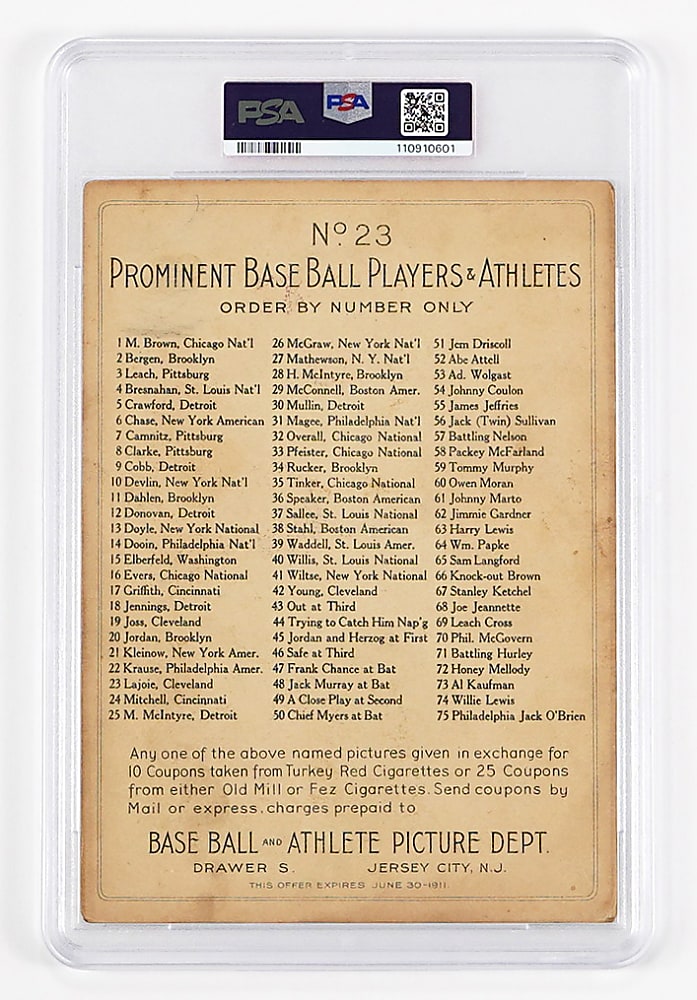 PSA
PSA
110910601
Nº 23
PROMINENT BASE BALL PLAYERS & ATHLETES
ORDER BY NUMBER ONLY
1 M. Brown, Chicago Nat'l
2 Bergen, Brooklyn
3 Leach, Pittsburg
4 Bresnahan, St. Louis Nat'l
5 Crawford, Detroit
6 Chase, New York American
7 Camnitz, Pittsburg
8 Clarke, Pittsburg
9 Cobb, Detroit
10 Devlin, New York Nat'l
11 Dahlen, Brooklyn
12 Donovan, Detroit
13 Doyle, New York National
14 Dooin, Philadelphia Nat'l
15 Elberfeld, Washington
16 Evers, Chicago National
17 Griffith, Cincinnati
18 Jennings, Detroit
19 Joss, Cleveland
20 Jordan, Brooklyn
21 Kleinow, New York Amer.
22 Krause, Philadelphia Amer.
23 Lajoie, Cleveland
24 Mitchell, Cincinnati
25 M. McIntyre, Detroit
26 McGraw, New York Nat'l
27 Mathewson, N. Y. Nat'l
28 H. McIntyre, Brooklyn
29 McConnell, Boston Amer.
30 Mullin, Detroit
31 Magee, Philadelphia Nat'l
32 Overall, Chicago National
33 Pfeister, Chicago National
34 Rucker, Brooklyn
35 Tinker, Chicago National
36 Speaker, Boston American
37 Sallee, St. Louis National
38 Stahl, Boston American
39 Waddell, St. Louis Amer.
40 Willis, St. Louis National
41 Wiltse, New York National
42 Young, Cleveland
43 Out at Third
44 Trying to Catch Him Nap'g
45 Jordan and Herzog at First
46 Safe at Third
47 Frank Chance at Bat
48 Jack Murray at Bat
49 A Close Play at Second
50 Chief Myers at Bat
51 Jem Driscoll
52 Abe Attell
53 Ad. Wolgast
54 Johnny Coulon
55 James Jeffries
56 Jack (Twin) Sullivan
57 Battling Nelson
58 Packey McFarland
59 Tommy Murphy
60 Owen Moran
61 Johnny Marto
62 Jimmie Gardner
63 Harry Lewis
64 Wm. Papke
65 Sam Langford
66 Knock-out Brown
67 Stanley Ketchel
68 Joe Jeannette
69 Leach Cross
70 Phil. McGovern
71 Battling Hurley
72 Honey Mellody
73 Al Kaufman
74 Willie Lewis
75 Philadelphia Jack O'Brien
Any one of the above named pictures given in exchange for
10 Coupons taken from Turkey Red Cigarettes or 25 Coupons
from either Old Mill or Fez Cigarettes. Send coupons by
Mail or express, charges prepaid to
BASE BALL AND ATHLETE PICTURE DEPT.
DRAWER S. JERSEY CITY, N.J.
THIS OFFER EXPIRES JUNE 30-1911.